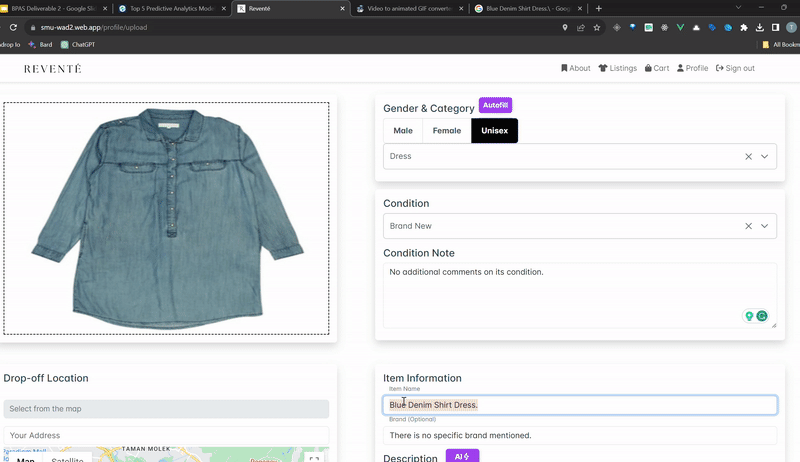 BPAS Deliverable 2 - Google Sli
Top 5 Predictive Analytics Mode
Reventé
Video to animated GIF converte
Blue Denim Shirt Dress.\ - Goog
smu-wad2.web.app/profile/upload
drop Io
Bard
ChatGPT
All Bookm
REVENTÉ
About
Listings
Cart
Profile
Sign out
Gender & Category
Autofill
Male
Female
Unisex
Dress
Condition
Brand New
Condition Note
No additional comments on its condition.
Drop-off Location
Select from the map
Your Address
TAMAN MOLEK
Map
Satellite
Item Information
Item Name
Blue Denim Shirt Dress.
Brand (Optional)
There is no specific brand mentioned.
Description
AI